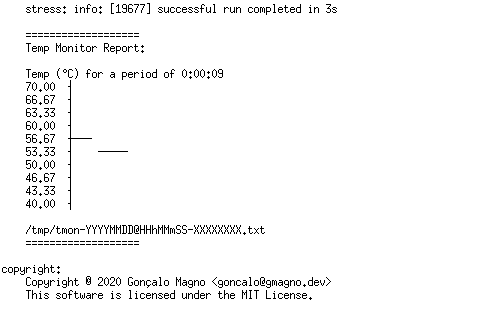 stress: info: [19677] successful run completed in 3s
===================
Temp Monitor Report:
Temp (°C) for a period of 0:00:09
70.00
66.67
63.33
60.00
56.67
53.33
50.00
46.67
43.33
40.00
/tmp/tmon-YYYYMMDD@HHhMMmSS-XXXXXXXX.txt
===================
copyright:
Copyright @ 2020 Gonçalo Magno <goncalo@gmagno.dev>
This software is licensed under the MIT License.